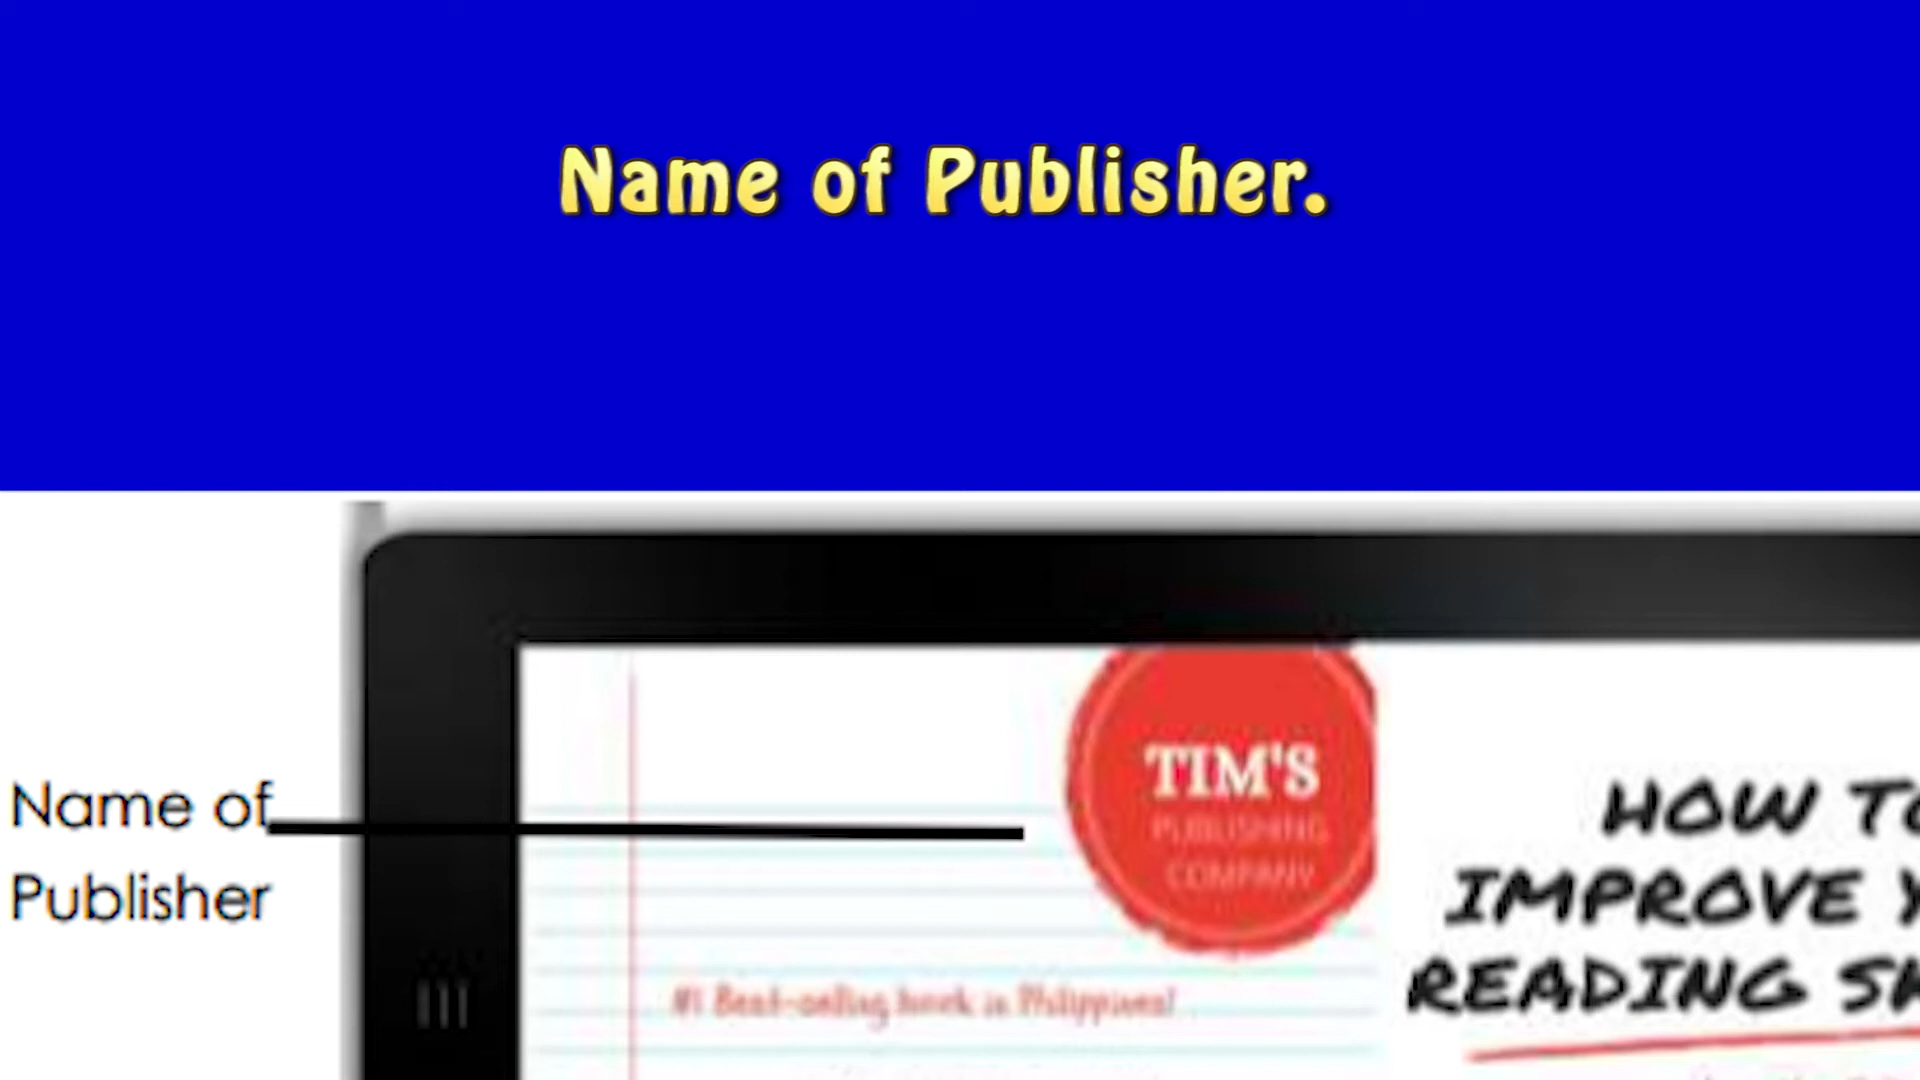 Name of Publisher.
Name of
Publisher
TIM'S
PUBLISHING
COMPANY
HOW TO
IMPROVE Y
READING SK
#1 Best-selling book in Philippines!